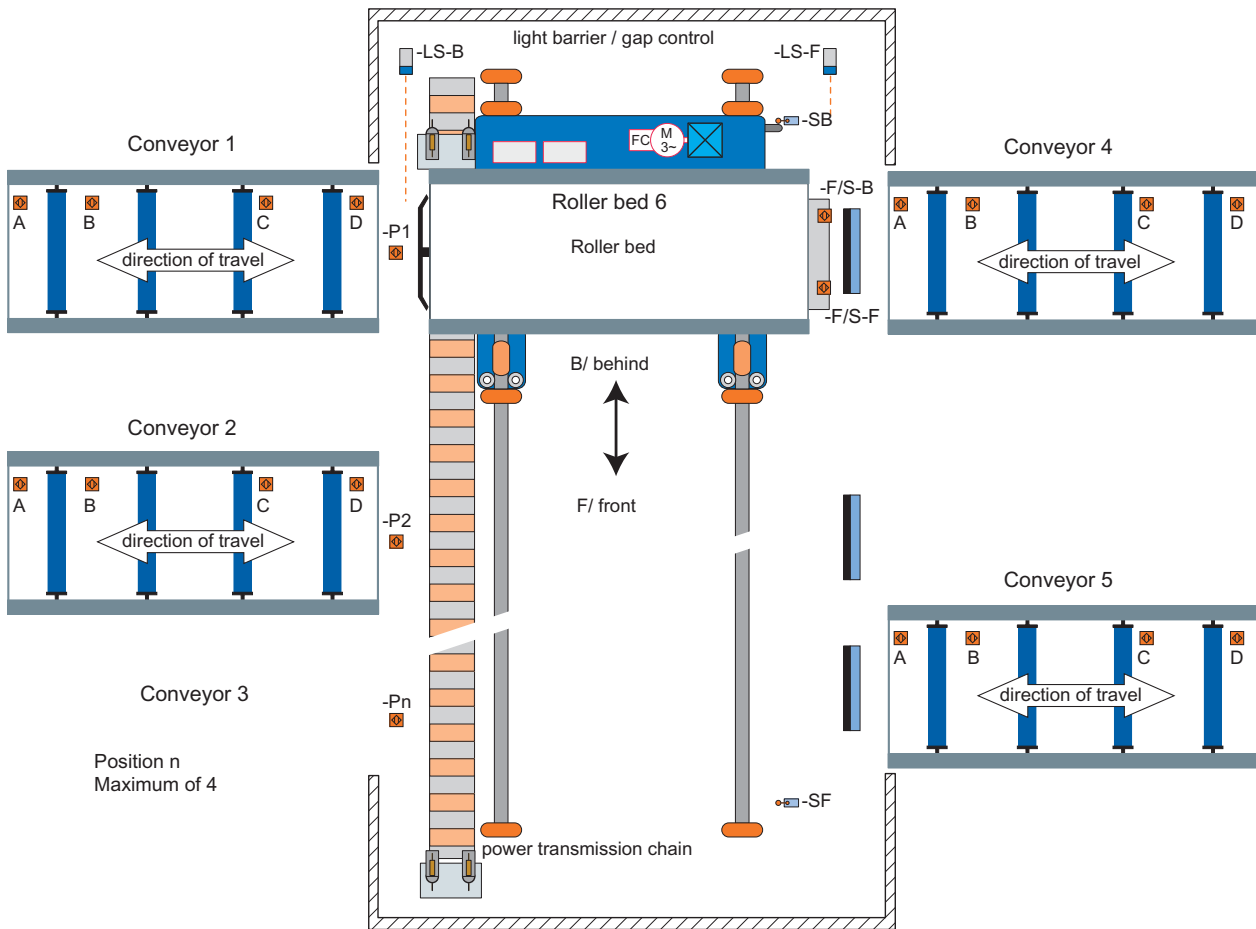 light barrier / gap control
-LS-B
-LS-F
-SB
FC
M
3~
Conveyor 1
A
B
C
D
direction of travel
-P1
Roller bed 6
Roller bed
-F/S-B
-F/S-F
Conveyor 4
A
B
C
D
direction of travel
B/ behind
F/ front
Conveyor 2
A
B
C
D
direction of travel
-P2
Conveyor 5
A
B
C
D
direction of travel
Conveyor 3
-Pn
Position n
Maximum of 4
-SF
power transmission chain